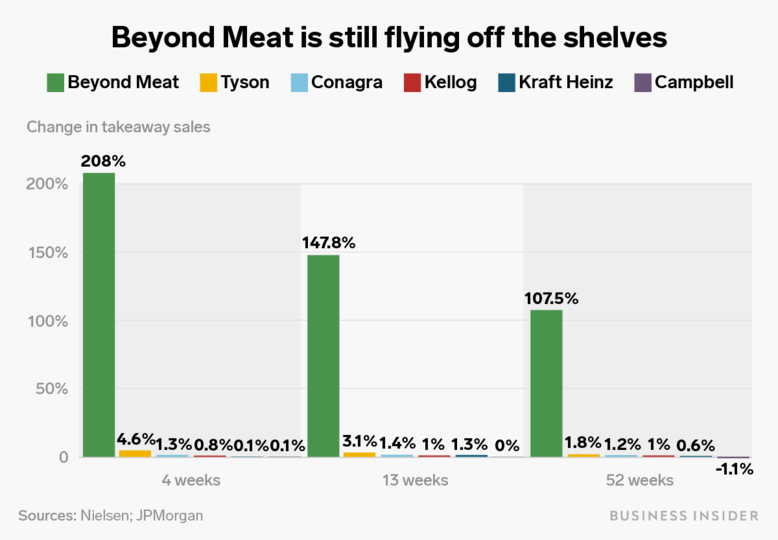 Beyond Meat is still flying off the shelves
Beyond Meat Tyson Conagra Kellog Kraft Heinz Campbell
Change in takeaway sales
208%
200%
147.8%
150%
107.5%
100%
50%
4.6% 1.3% 0.8% 0.1% 0.1% 3.1% 1.4% 1% 1.3% 0% 1.8% 1.2% 1% 0.6%
0
-1.1%
4 weeks 13 weeks 52 weeks
Sources: Nielsen; JPMorgan BUSINESS INSIDER